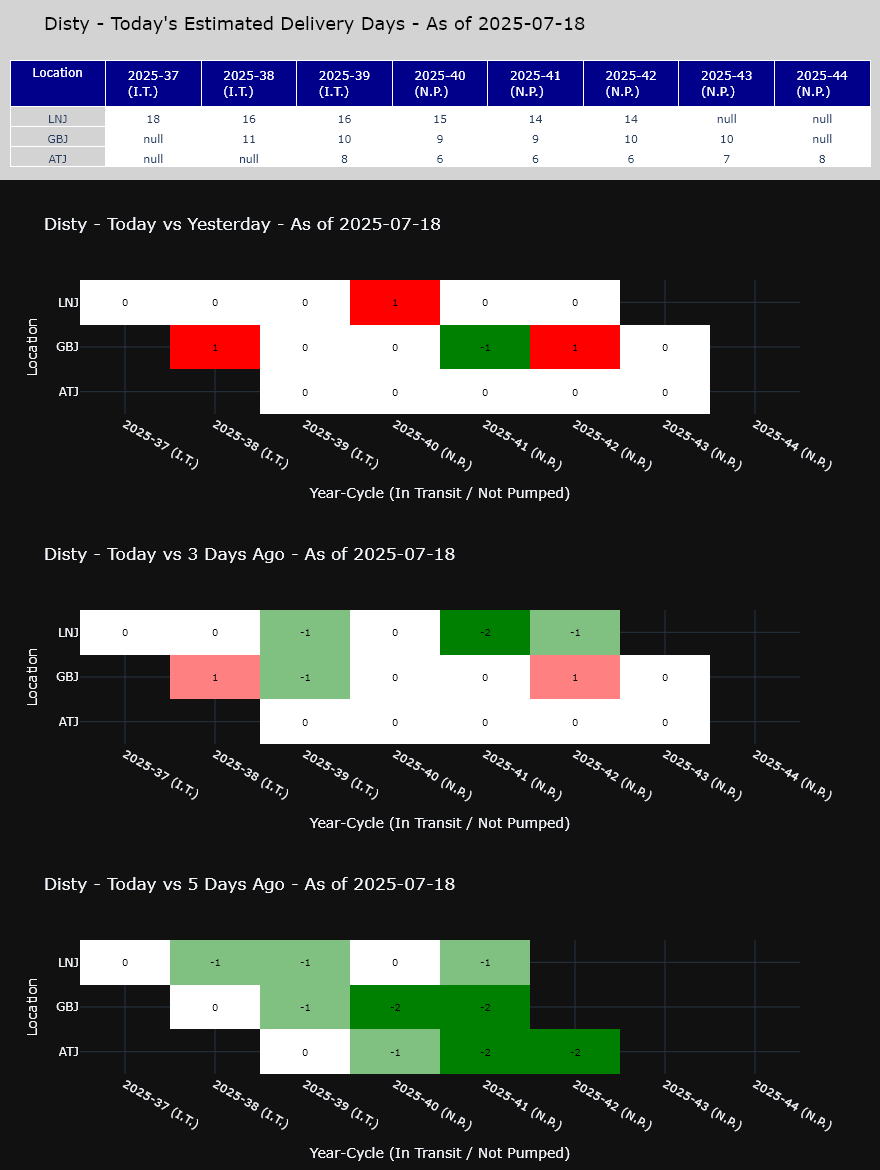 Disty - Today's Estimated Delivery Days - As of 2025-07-18
Location 2025-37 (I.T.) 2025-38 (I.T.) 2025-39 (I.T.) 2025-40 (N.P.) 2025-41 (N.P.) 2025-42 (N.P.) 2025-43 (N.P.) 2025-44 (N.P.)
LNJ 18 16 16 15 14 14 null null
GBJ null 11 10 9 9 10 10 null
ATJ null null 8 6 6 6 7 8
Disty - Today vs Yesterday - As of 2025-07-18
Location
LNJ 0 0 0 1 0 0
GBJ 1 0 0 -1 1 0
ATJ 0 0 0 0 0
2025-37 (I.T.) 2025-38 (I.T.) 2025-39 (I.T.) 2025-40 (N.P.) 2025-41 (N.P.) 2025-42 (N.P.) 2025-43 (N.P.) 2025-44 (N.P.)
Year-Cycle (In Transit / Not Pumped)
Disty - Today vs 3 Days Ago - As of 2025-07-18
Location
LNJ 0 0 -1 0 -2 -1
GBJ 1 -1 0 0 1 0
ATJ 0 0 0 0 0
2025-37 (I.T.) 2025-38 (I.T.) 2025-39 (I.T.) 2025-40 (N.P.) 2025-41 (N.P.) 2025-42 (N.P.) 2025-43 (N.P.) 2025-44 (N.P.)
Year-Cycle (In Transit / Not Pumped)
Disty - Today vs 5 Days Ago - As of 2025-07-18
Location
LNJ 0 -1 -1 0 -1
GBJ 0 -1 -2 -2
ATJ 0 -1 -2 -2
2025-37 (I.T.) 2025-38 (I.T.) 2025-39 (I.T.) 2025-40 (N.P.) 2025-41 (N.P.) 2025-42 (N.P.) 2025-43 (N.P.) 2025-44 (N.P.)
Year-Cycle (In Transit / Not Pumped)